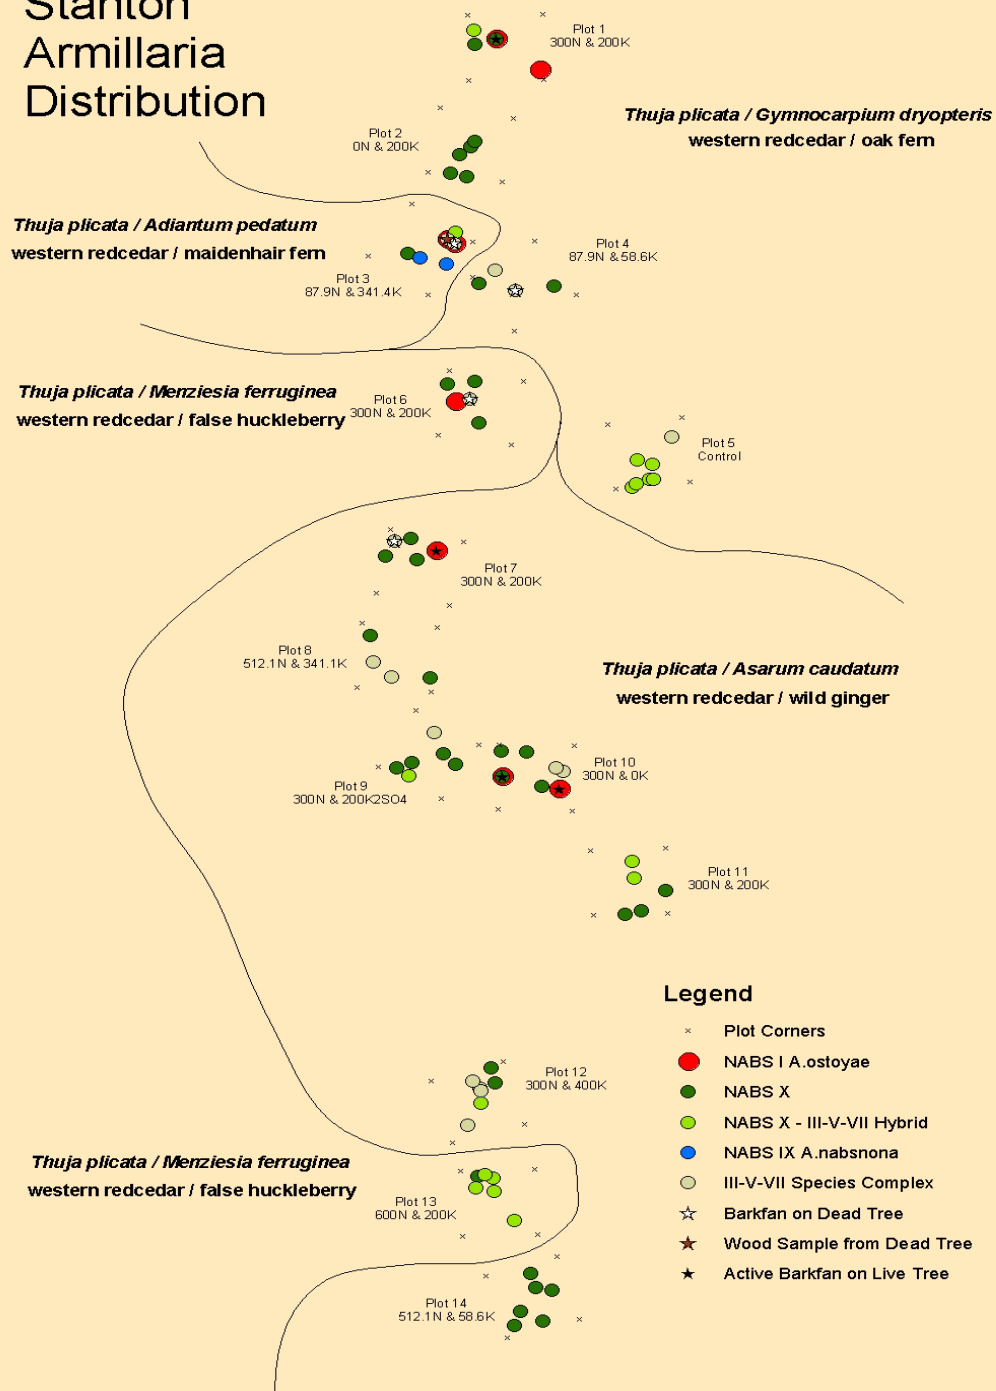 Stanton
Armillaria
Distribution
Plot 1
300N & 200K
Thuja plicata / Gymnocarpium dryopteris
western redcedar / oak fern
Plot 2
0N & 200K
Thuja plicata / Adiantum pedatum
western redcedar / maidenhair fern
Plot 3
87.9N & 341.4K
Plot 4
87.9N & 58.6K
Thuja plicata / Menziesia ferruginea
western redcedar / false huckleberry
Plot 6
300N & 200K
Plot 5
Control
Plot 7
300N & 200K
Plot 8
512.1N & 341.1K
Thuja plicata / Asarum caudatum
western redcedar / wild ginger
Plot 9
300N & 200K2SO4
Plot 10
300N & 0K
Plot 11
300N & 200K
Plot 12
300N & 400K
Thuja plicata / Menziesia ferruginea
western redcedar / false huckleberry
Plot 13
600N & 200K
Plot 14
512.1N & 58.6K
Legend
Plot Corners
NABS I A.ostoyae
NABS X
NABS X - III-V-VII Hybrid
NABS IX A.nabsnona
III-V-VII Species Complex
Barkfan on Dead Tree
Wood Sample from Dead Tree
Active Barkfan on Live Tree